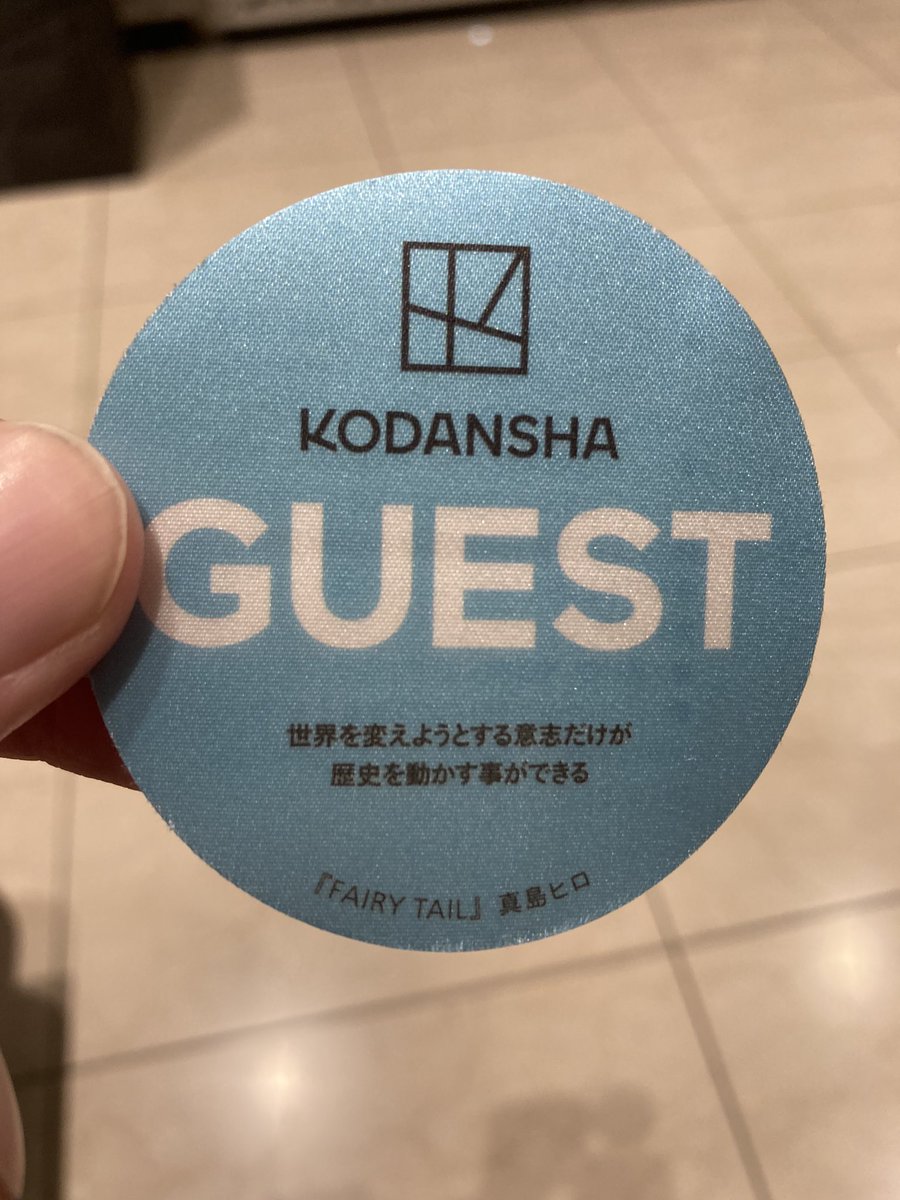 KODANSHA
GUEST
世界を変えようとする意志だけが
歴史を動かす事ができる
『FAIRY TAIL』 真島ヒロ